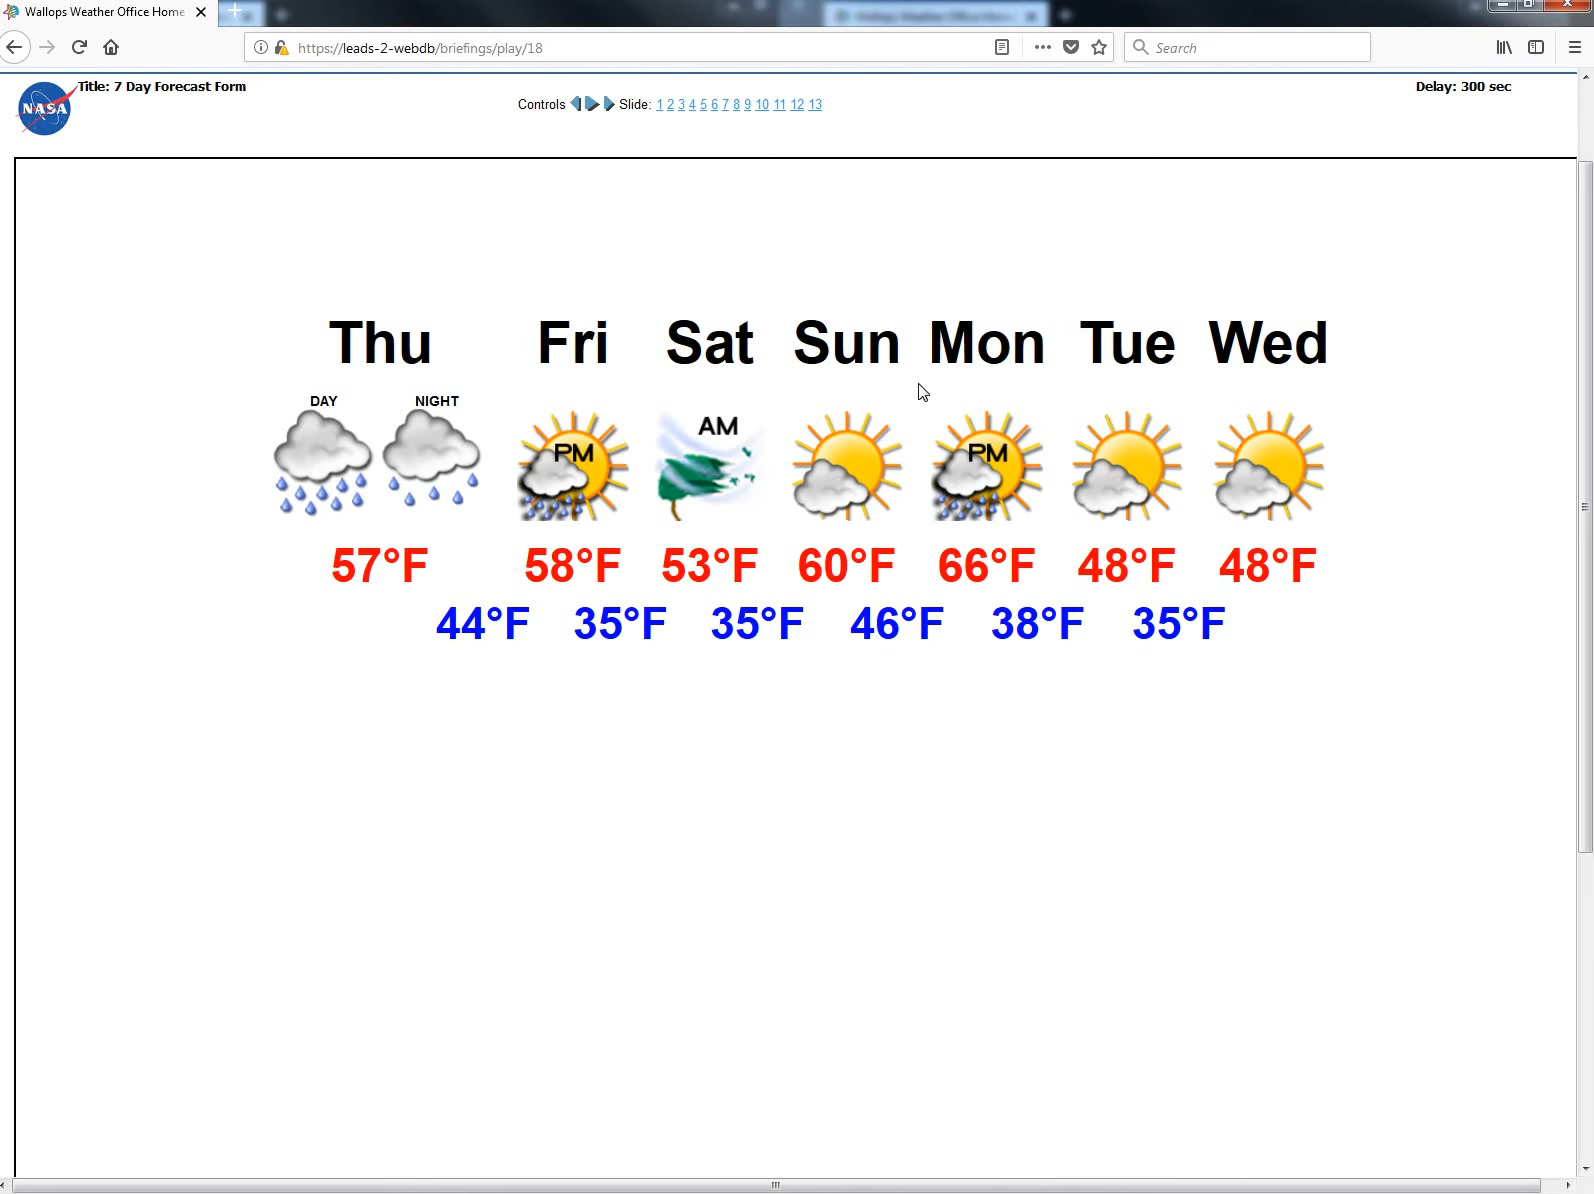 Wallops Weather Office Home
https://leads-2-webdb/briefings/play/18
Search
NASA
Title: 7 Day Forecast Form
Controls Slide: 1 2 3 4 5 6 7 8 9 10 11 12 13
Delay: 300 sec
Thu Fri Sat Sun Mon Tue Wed
DAY NIGHT
AM
PM PM
57°F 58°F 53°F 60°F 66°F 48°F 48°F
44°F 35°F 35°F 46°F 38°F 35°F